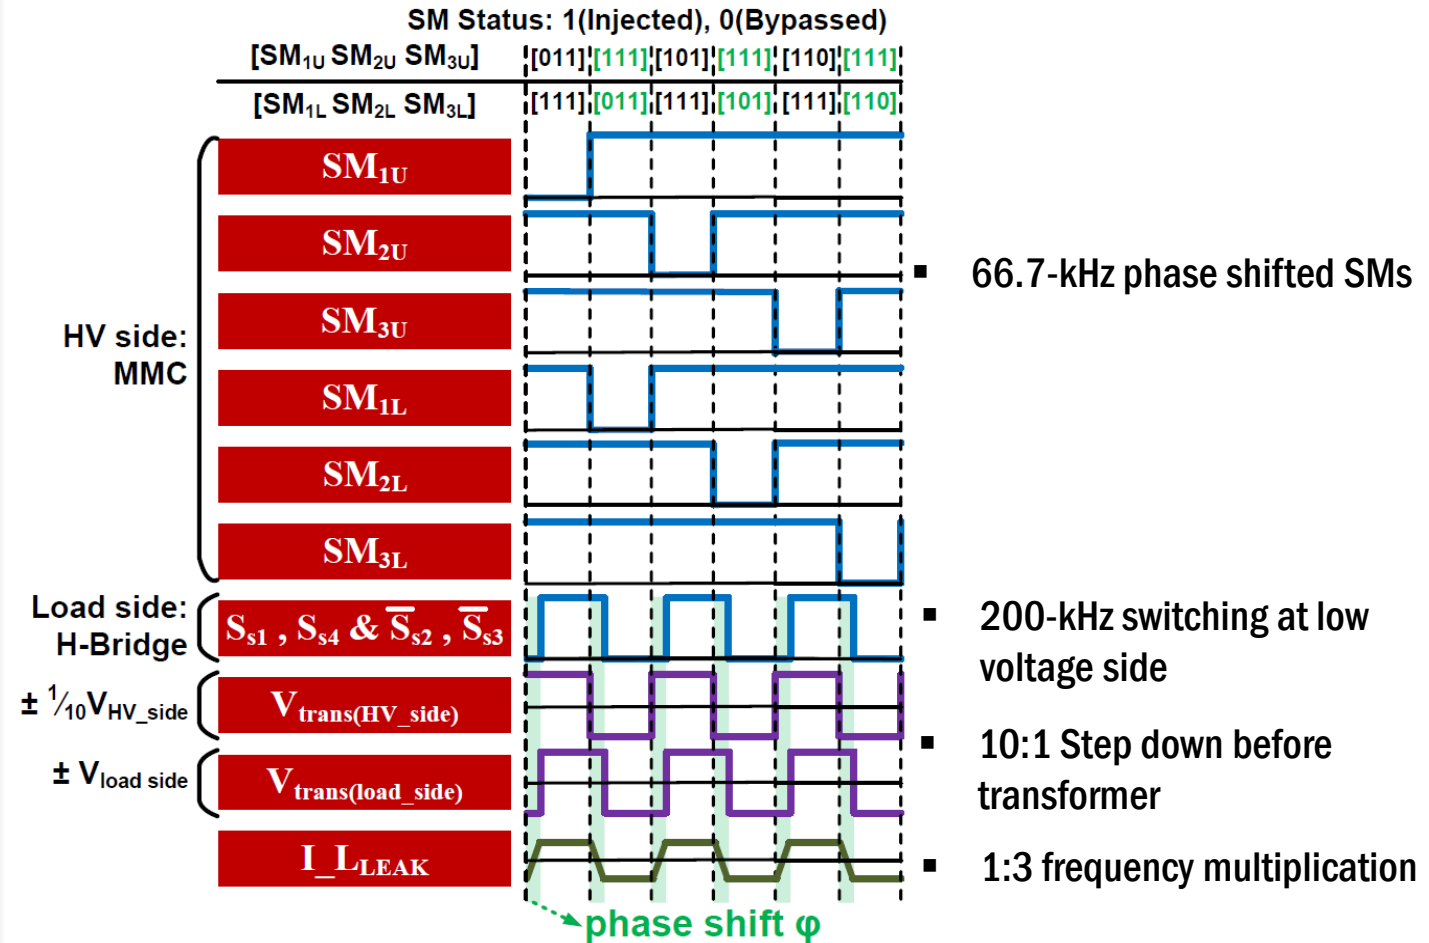 SM Status: 1(Injected), 0(Bypassed)
[SM1U SM2U SM3U] [011] [111] [101] [111] [110] [111]
[SM1L SM2L SM3L] [111] [011] [111] [101] [111] [110]
HV side:
MMC
SM1U
SM2U
SM3U
SM1L
SM2L
SM3L
Load side:
H-Bridge
Ss1 , Ss4 & S̅s2 , S̅s3
± 1/10VHV_side
Vtrans(HV_side)
± Vload side
Vtrans(load_side)
I_LLEAK
phase shift φ
▪ 66.7-kHz phase shifted SMs
▪ 200-kHz switching at low
voltage side
▪ 10:1 Step down before
transformer
▪ 1:3 frequency multiplication